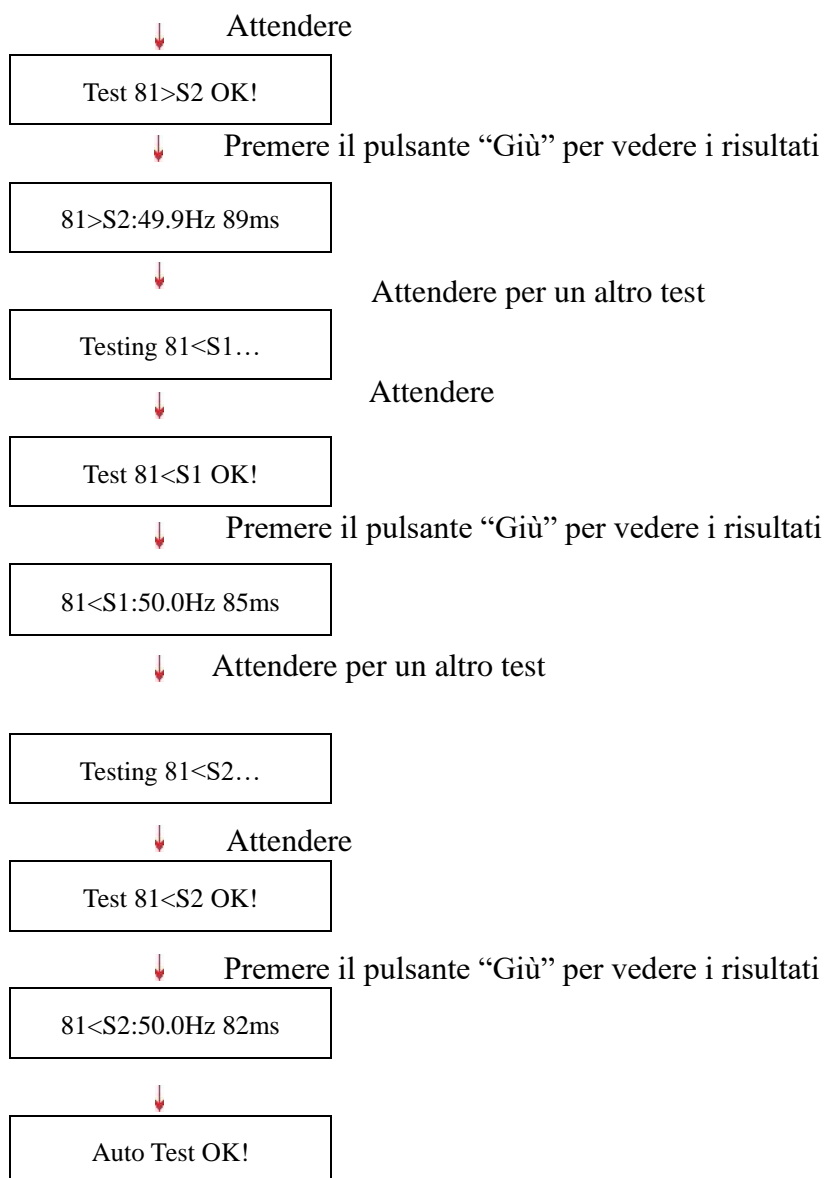 Attendere
Test 81>S2 OK!
Premere il pulsante “Giù” per vedere i risultati
81>S2:49.9Hz 89ms
Attendere per un altro test
Testing 81<S1…
Attendere
Test 81<S1 OK!
Premere il pulsante “Giù” per vedere i risultati
81<S1:50.0Hz 85ms
Attendere per un altro test
Testing 81<S2…
Attendere
Test 81<S2 OK!
Premere il pulsante “Giù” per vedere i risultati
81<S2:50.0Hz 82ms
Auto Test OK!